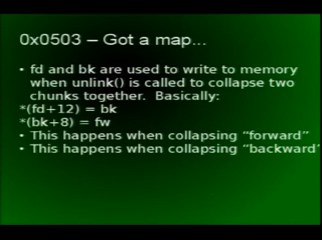 0x0503 – Got a map...
• fd and bk are used to write to memory
when unlink() is called to collapse two
chunks together. Basically:
*(fd+12) = bk
*(bk+8) = fw
• This happens when collapsing “forward”
• This happens when collapsing “backward”